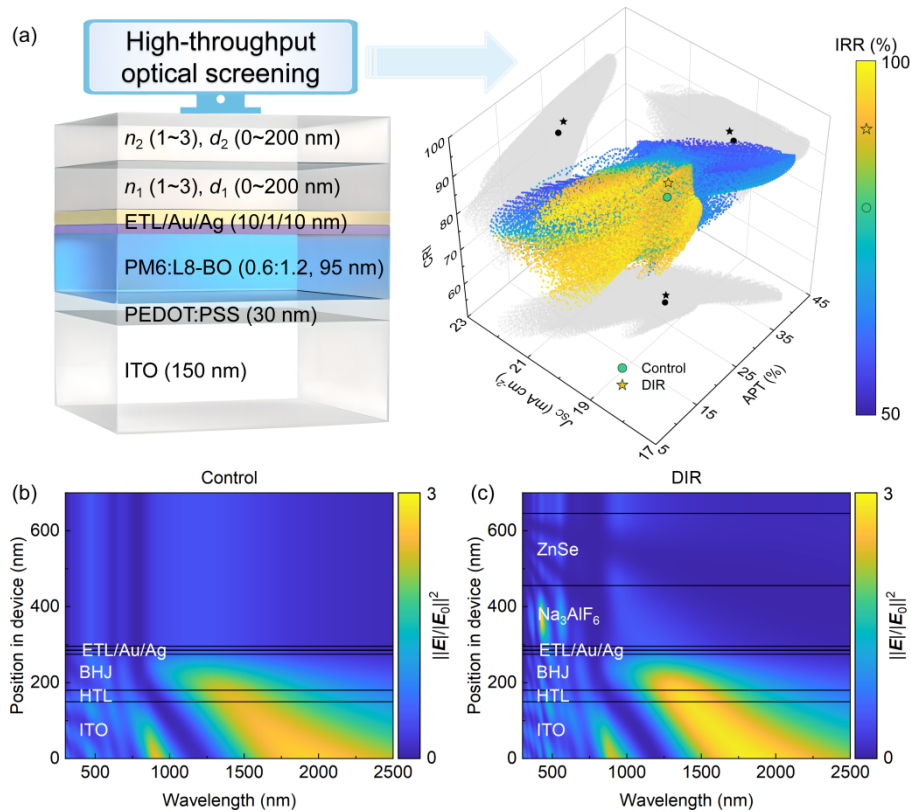 (a)
High-throughput
optical screening
n₂ (1~3), d₂ (0~200 nm)
n₁ (1~3), d₁ (0~200 nm)
ETL/Au/Ag (10/1/10 nm)
PM6:L8-BO (0.6:1.2, 95 nm)
PEDOT:PSS (30 nm)
ITO (150 nm)
IRR (%)
100
50
100
90
80
70
60
CRI
23
21
19
17
J_SC (mA cm⁻²)
5
15
25
35
45
APT (%)
Control
DIR
(b)
Control
Position in device (nm)
600
400
200
0
ETL/Au/Ag
BHJ
HTL
ITO
500
1000
1500
2000
2500
Wavelength (nm)
3
0
||E|/|E₀||²
(c)
DIR
Position in device (nm)
600
400
200
0
ZnSe
Na₃AlF₆
ETL/Au/Ag
BHJ
HTL
ITO
500
1000
1500
2000
2500
Wavelength (nm)
3
0
||E|/|E₀||²